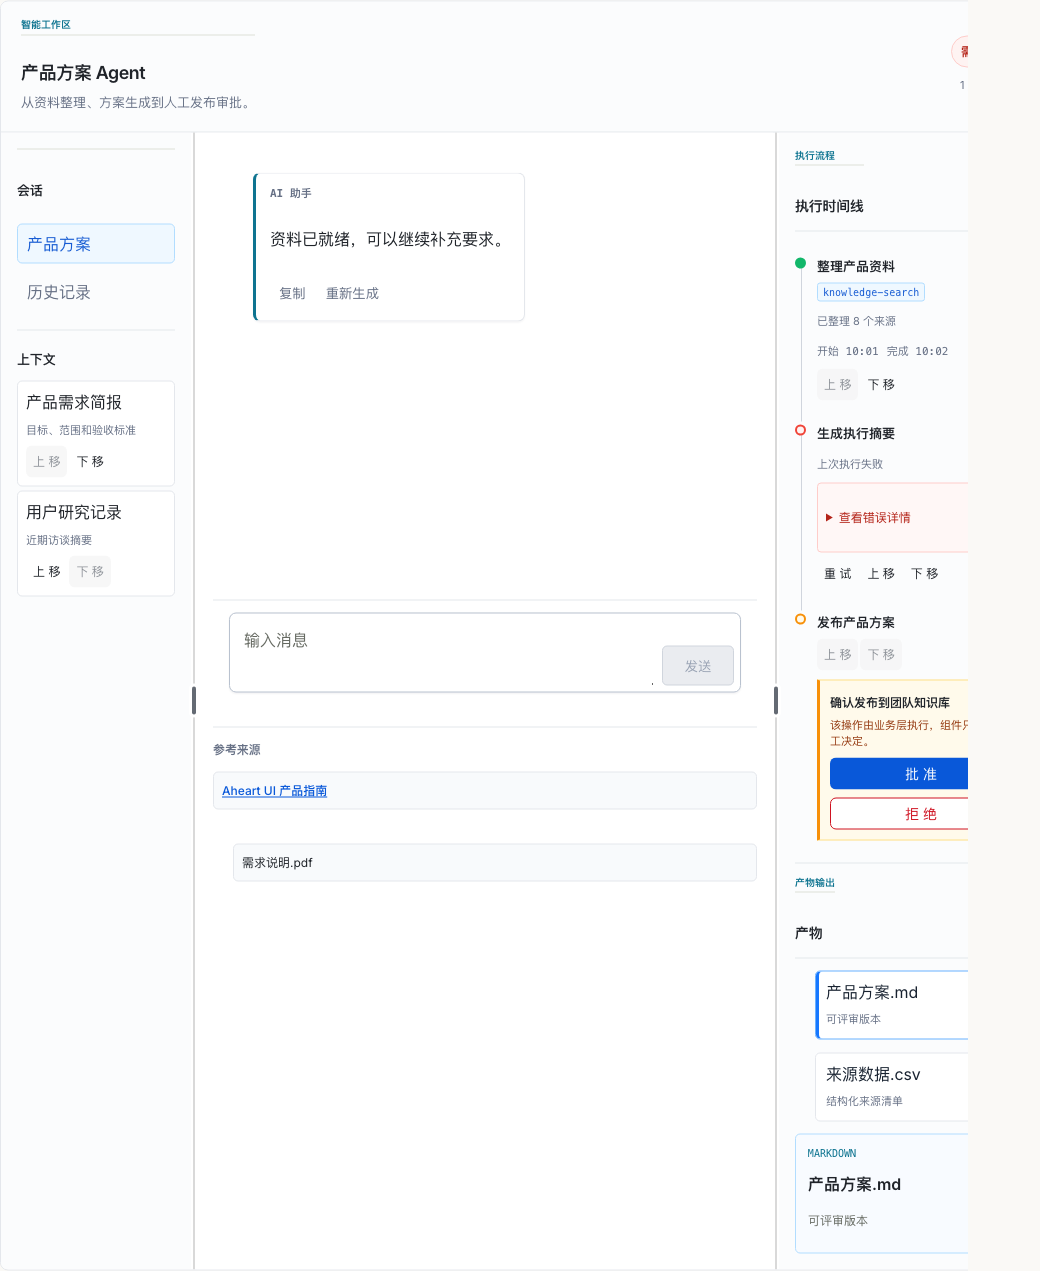 智能工作区
产品方案 Agent
从资料整理、方案生成到人工发布审批。
1
会话
产品方案
历史记录
上下文
产品需求简报
目标、范围和验收标准
上 移 下 移
用户研究记录
近期访谈摘要
上 移 下 移
AI 助手
资料已就绪，可以继续补充要求。
复制 重新生成
输入消息
发送
参考来源
Aheart UI 产品指南
需求说明.pdf
执行流程
执行时间线
整理产品资料
knowledge-search
已整理 8 个来源
开始 10:01 完成 10:02
上 移 下 移
生成执行摘要
上次执行失败
查看错误详情
重 试 上 移 下 移
发布产品方案
上 移 下 移
确认发布到团队知识库
该操作由业务层执行，组件
工决定。
批 准
拒 绝
产物输出
产物
产品方案.md
可评审版本
来源数据.csv
结构化来源清单
MARKDOWN
产品方案.md
可评审版本